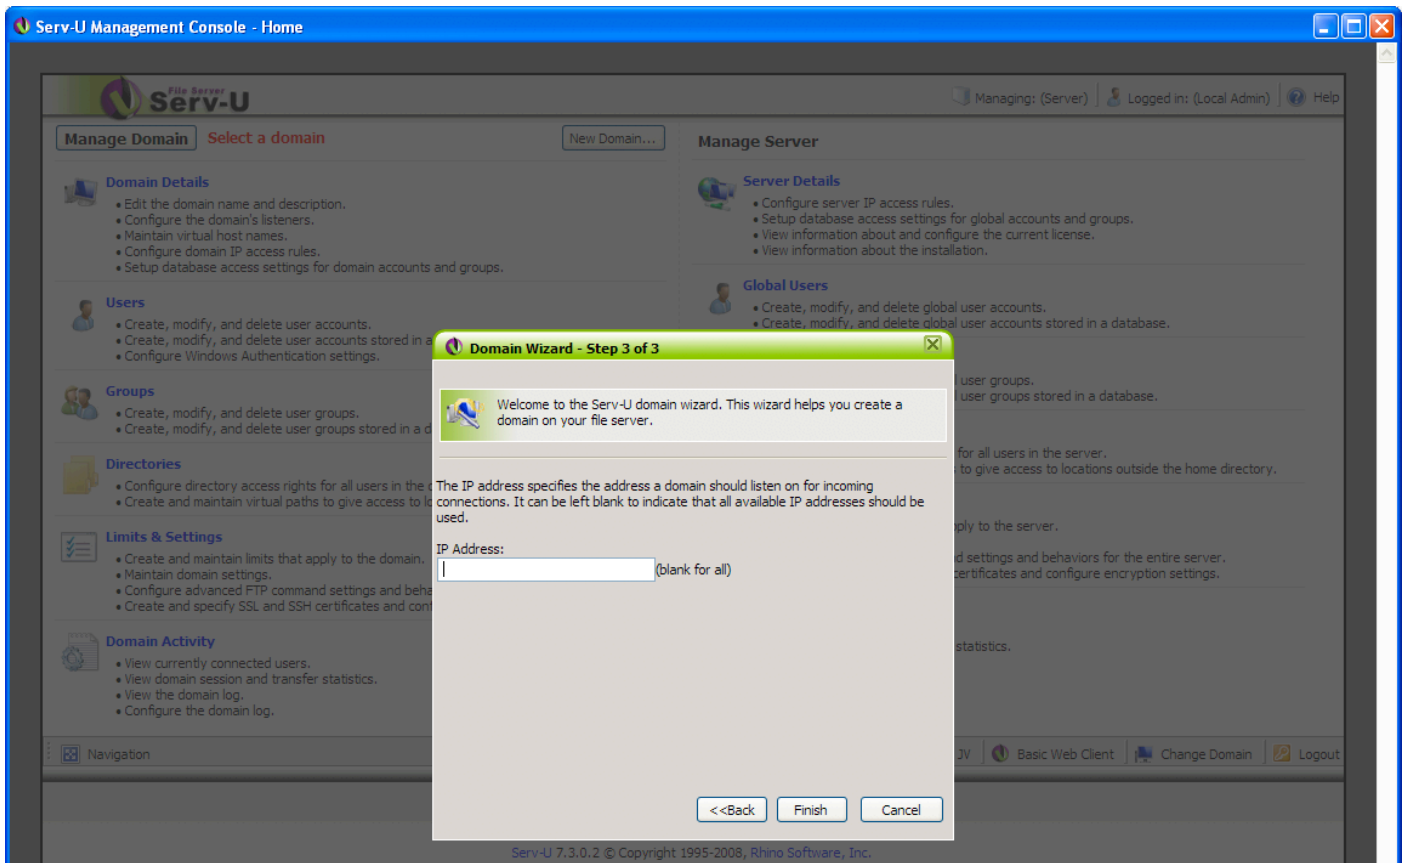 Serv-U Management Console - Home
File Server
Serv-U
Managing: (Server)
Logged in: (Local Admin)
Help
Manage Domain
Select a domain
New Domain...
Domain Details
• Edit the domain name and description.
• Configure the domain's listeners.
• Maintain virtual host names.
• Configure domain IP access rules.
• Setup database access settings for domain accounts and groups.
Users
• Create, modify, and delete user accounts.
• Create, modify, and delete user accounts stored in a
• Configure Windows Authentication settings.
Groups
• Create, modify, and delete user groups.
• Create, modify, and delete user groups stored in a d
Directories
• Configure directory access rights for all users in the
• Create and maintain virtual paths to give access to
Limits & Settings
• Create and maintain limits that apply to the domain.
• Maintain domain settings.
• Configure advanced FTP command settings and beha
• Create and specify SSL and SSH certificates and conf
Domain Activity
• View currently connected users.
• View domain session and transfer statistics.
• View the domain log.
• Configure the domain log.
Manage Server
Server Details
• Configure server IP access rules.
• Setup database access settings for global accounts and groups.
• View information about and configure the current license.
• View information about the installation.
Global Users
• Create, modify, and delete global user accounts.
• Create, modify, and delete global user accounts stored in a database.
user groups.
user groups stored in a database.
for all users in the server.
to give access to locations outside the home directory.
pply to the server.
d settings and behaviors for the entire server.
certificates and configure encryption settings.
statistics.
Domain Wizard - Step 3 of 3
Welcome to the Serv-U domain wizard. This wizard helps you create a
domain on your file server.
The IP address specifies the address a domain should listen on for incoming
connections. It can be left blank to indicate that all available IP addresses should be
used.
IP Address:
(blank for all)
<<Back
Finish
Cancel
Navigation
JV
Basic Web Client
Change Domain
Logout
Serv-U 7.3.0.2 © Copyright 1995-2008, Rhino Software, Inc.